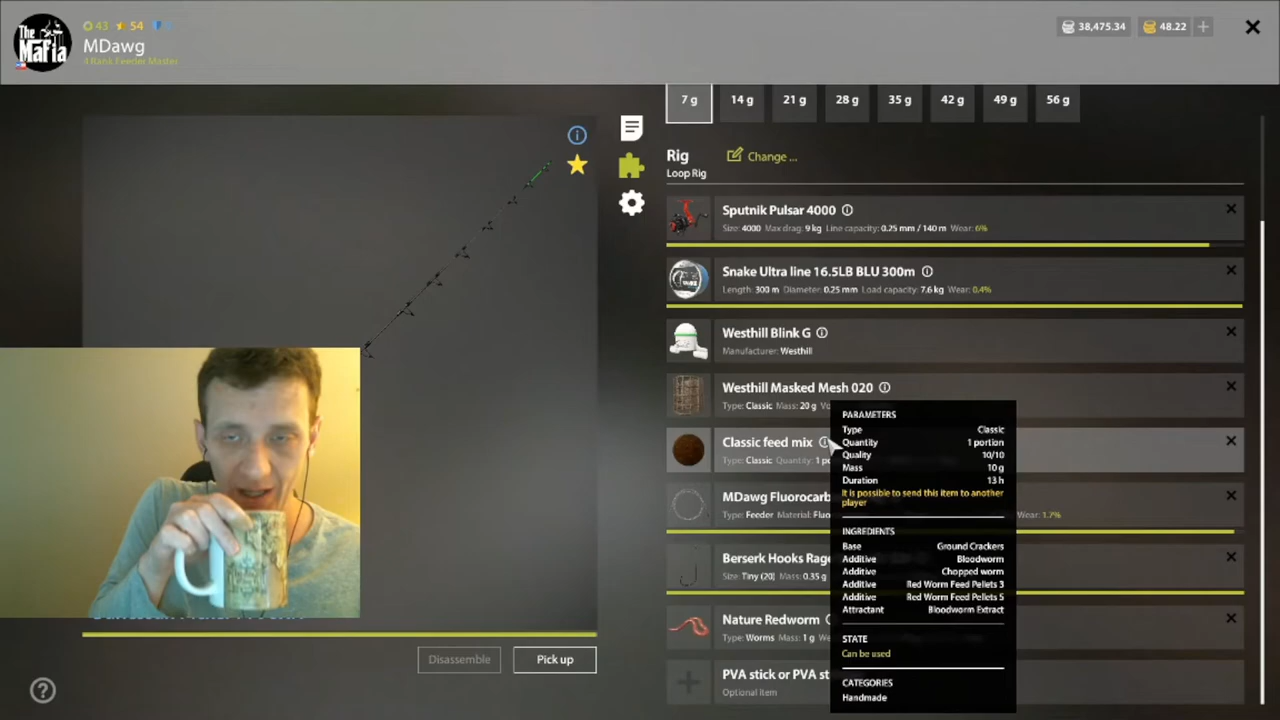 The Mafia
43 54
MDawg
4 Rank Feeder Master
38,475.34 48.22 +
7 g 14 g 21 g 28 g 35 g 42 g 49 g 56 g
Rig Change ...
Loop Rig
Sputnik Pulsar 4000
Size: 4000 Max drag: 9 kg Line capacity: 0.25 mm / 140 m Wear: 6%
Snake Ultra line 16.5LB BLU 300m
Length: 300 m Diameter: 0.25 mm Load capacity: 7.6 kg Wear: 0.4%
Westhill Blink G
Manufacturer: Westhill
Westhill Masked Mesh 020
Type: Classic Mass: 20 g
Classic feed mix
Type: Classic Quantity: 1
MDawg Fluorocarb
Type: Feeder Material: Fluo Wear: 1.7%
Berserk Hooks Rage
Size: Tiny (20) Mass: 0.35 g
Nature Redworm
Type: Worms Mass: 1 g
PVA stick or PVA st
Optional item
PARAMETERS
Type Classic
Quantity 1 portion
Quality 10/10
Mass 10 g
Duration 13 h
It is possible to send this item to another
player
INGREDIENTS
Base Ground Crackers
Additive Bloodworm
Additive Chopped worm
Additive Red Worm Feed Pellets 3
Additive Red Worm Feed Pellets 5
Attractant Bloodworm Extract
STATE
Can be used
CATEGORIES
Handmade
Disassemble Pick up
?